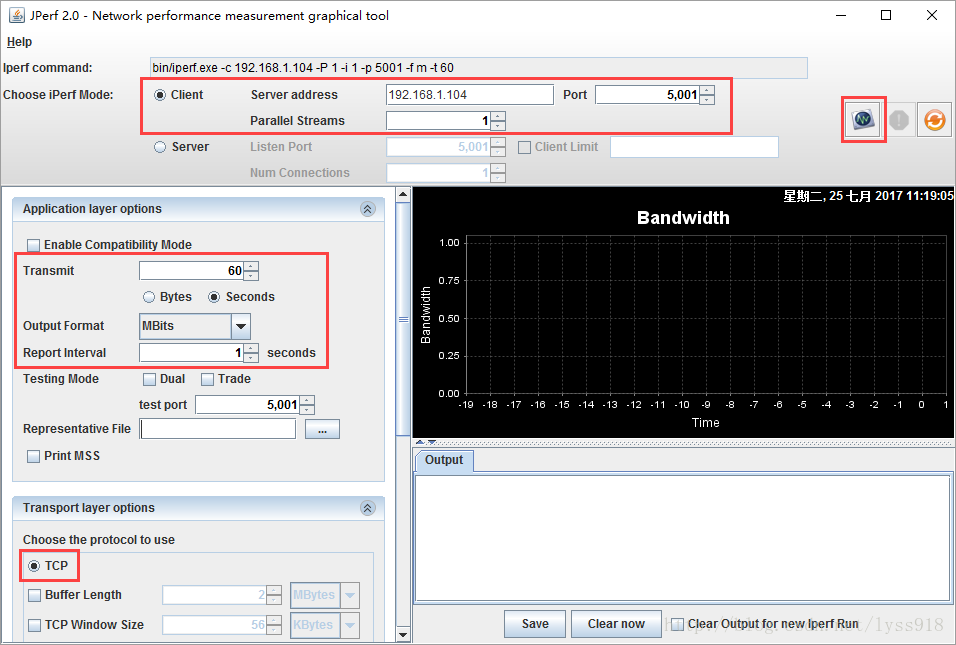 JPerf 2.0 - Network performance measurement graphical tool
Help
Iperf command: bin/iperf.exe -c 192.168.1.104 -P 1 -i 1 -p 5001 -f m -t 60
Choose iPerf Mode: Client Server address 192.168.1.104 Port 5,001
Parallel Streams 1
Server Listen Port 5,001 Client Limit
Num Connections 1
Application layer options
Enable Compatibility Mode
Transmit 60
Bytes Seconds
Output Format MBits
Report Interval 1 seconds
Testing Mode Dual Trade
test port 5,001
Representative File ...
Print MSS
Transport layer options
Choose the protocol to use
TCP
Buffer Length 2 MBytes
TCP Window Size 56 KBytes
星期二, 25 七月 2017 11:19:05
Bandwidth
Bandwidth
1.00
0.75
0.50
0.25
0.00
-19 -18 -17 -16 -15 -14 -13 -12 -11 -10 -9 -8 -7 -6 -5 -4 -3 -2 -1 0 1
Time
Output
Save Clear now Clear Output for new Iperf Run
http://blog.csdn.net/lyss918